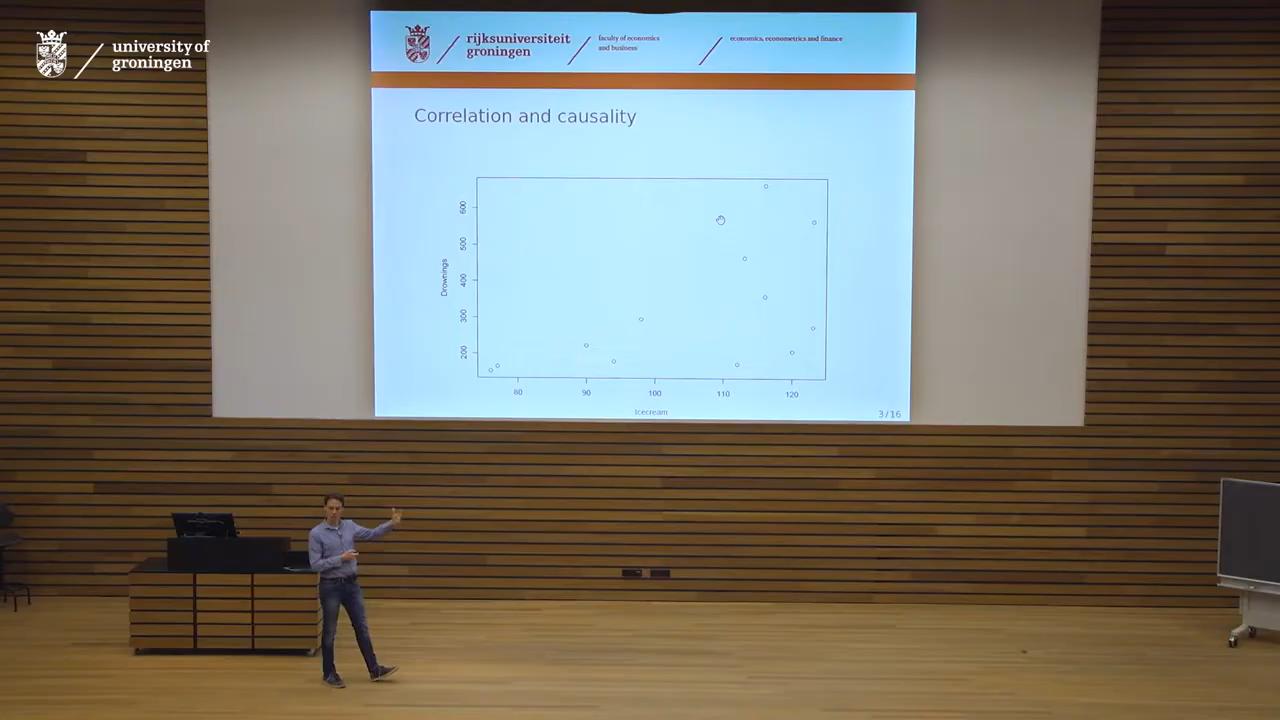 university of
groningen
rijksuniversiteit
groningen
faculty of economics
and business
economics, econometrics and finance
Correlation and causality
600
500
400
300
200
Drownings
80
90
100
110
120
Icecream
3/16